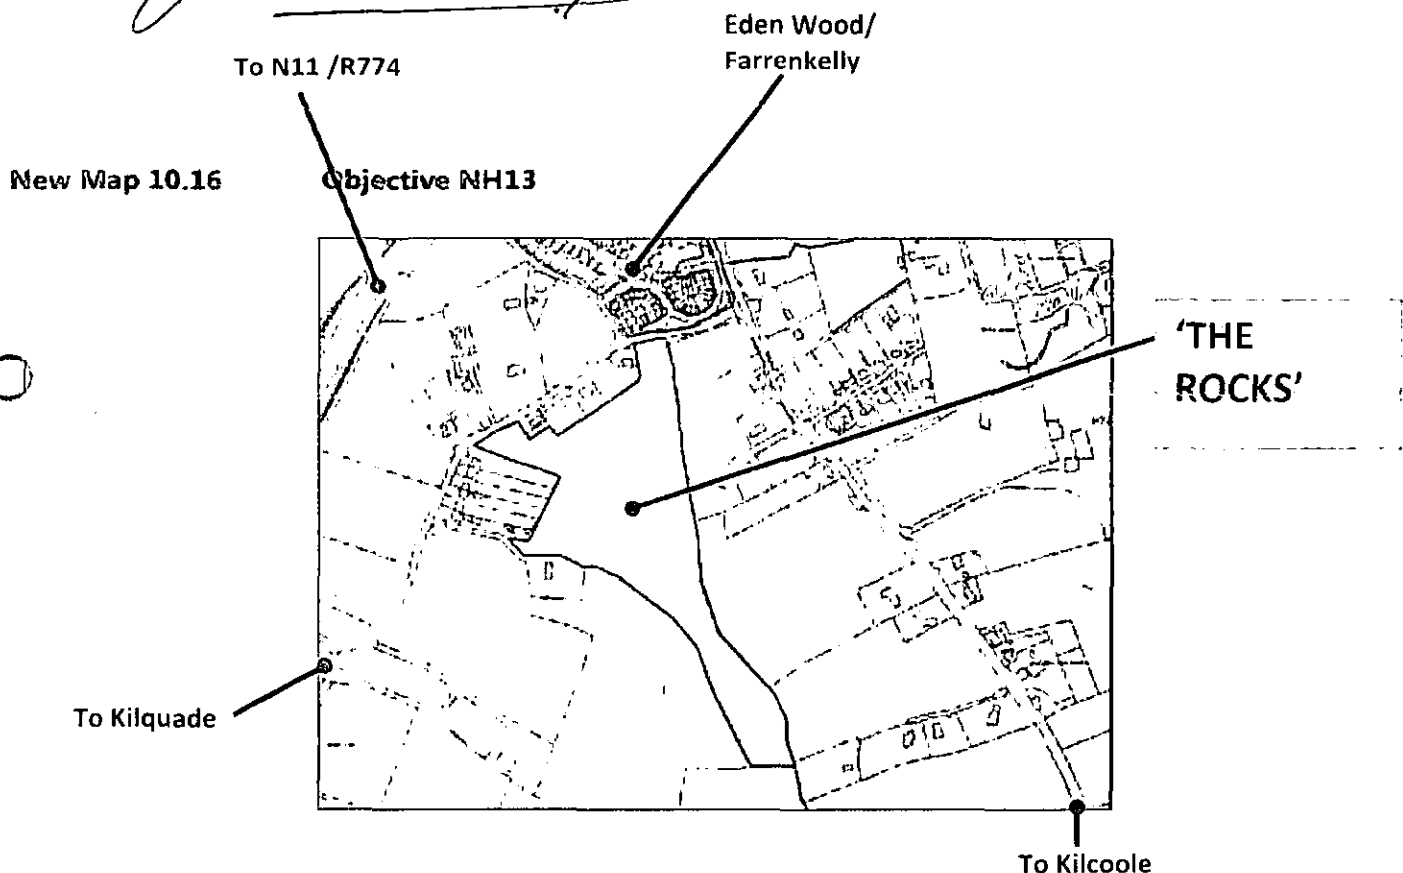 Eden Wood/
Farrenkelly
To N11 /R774
New Map 10.16 Objective NH13
'THE
ROCKS'
To Kilquade
To Kilcoole